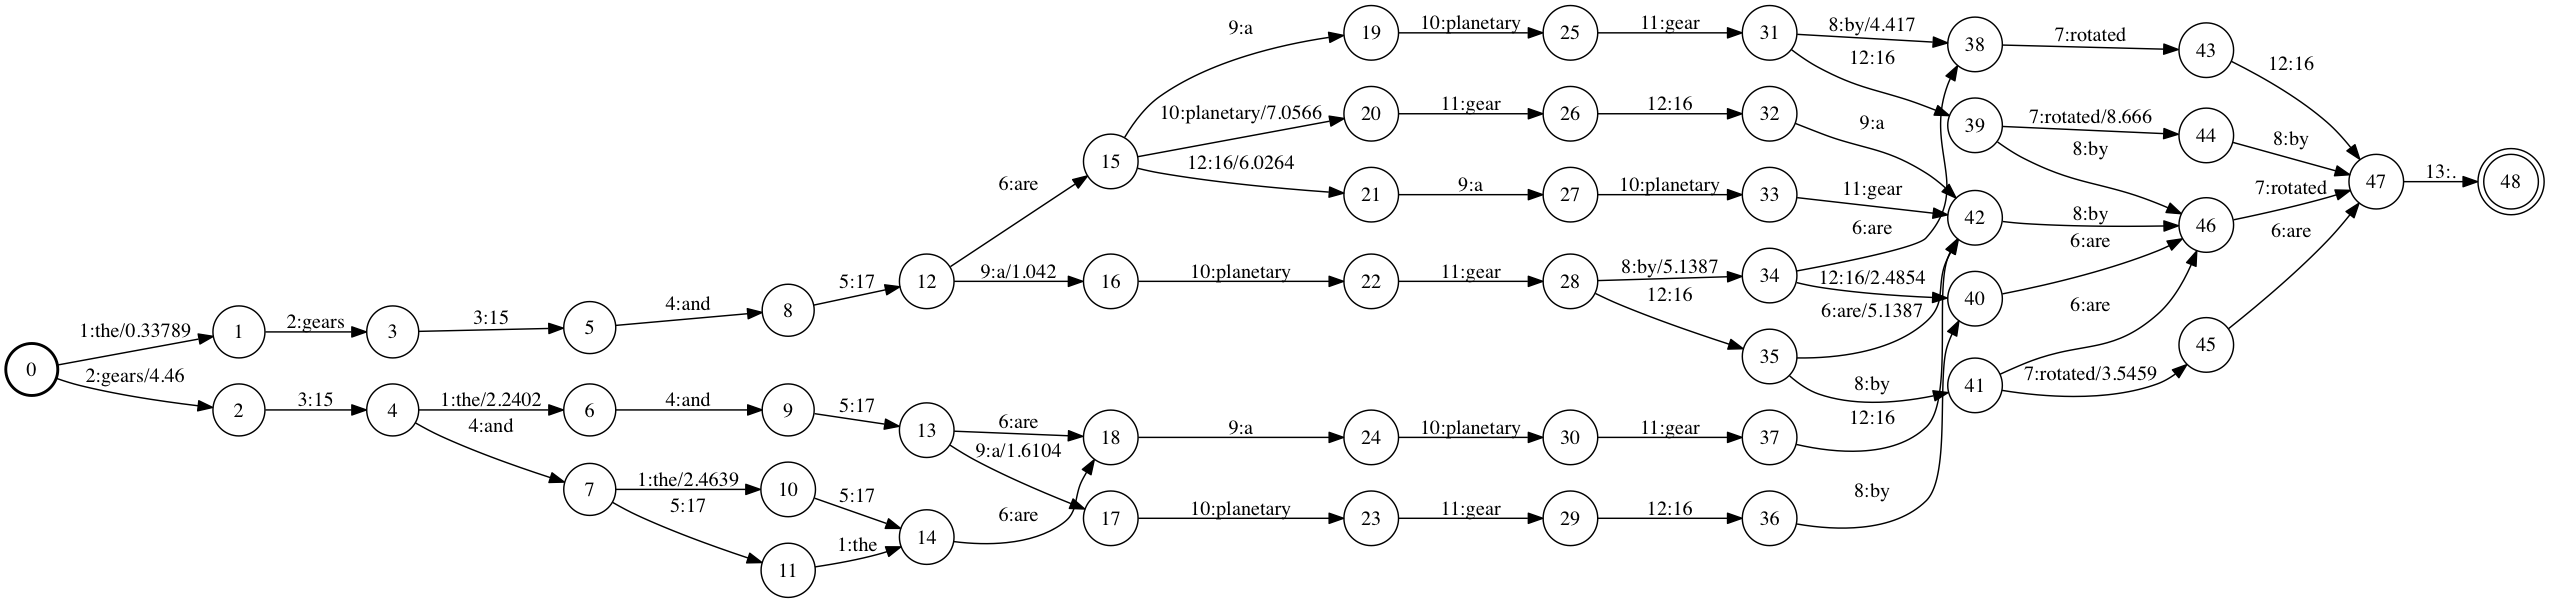 0
1:the/0.33789
2:gears/4.46
1
2:gears
2
3:15
3
3:15
4
1:the/2.2402
4:and
5
4:and
6
4:and
7
1:the/2.4639
5:17
8
5:17
9
5:17
10
5:17
11
1:the
12
6:are
9:a/1.042
13
6:are
9:a/1.6104
14
6:are
15
9:a
10:planetary/7.0566
12:16/6.0264
16
10:planetary
17
10:planetary
18
9:a
19
10:planetary
20
11:gear
21
9:a
22
11:gear
23
11:gear
24
10:planetary
25
11:gear
26
12:16
27
10:planetary
28
8:by/5.1387
12:16
29
12:16
30
11:gear
31
8:by/4.417
12:16
32
9:a
33
11:gear
34
6:are
12:16/2.4854
35
6:are/5.1387
8:by
36
8:by
37
12:16
38
7:rotated
39
7:rotated/8.666
8:by
40
6:are
41
6:are
7:rotated/3.5459
42
8:by
43
12:16
44
8:by
45
6:are
46
7:rotated
47
13:.
48